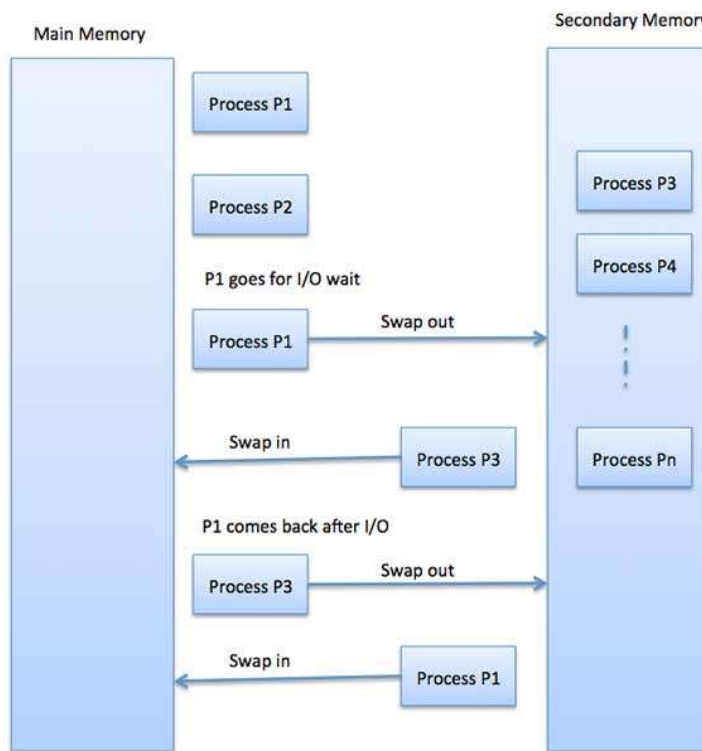 Main Memory
Secondary Memory
Process P1
Process P3
Process P2
Process P4
P1 goes for I/O wait
Process P1
Swap out
Swap in
Process P3
Process Pn
P1 comes back after I/O
Process P3
Swap out
Swap in
Process P1